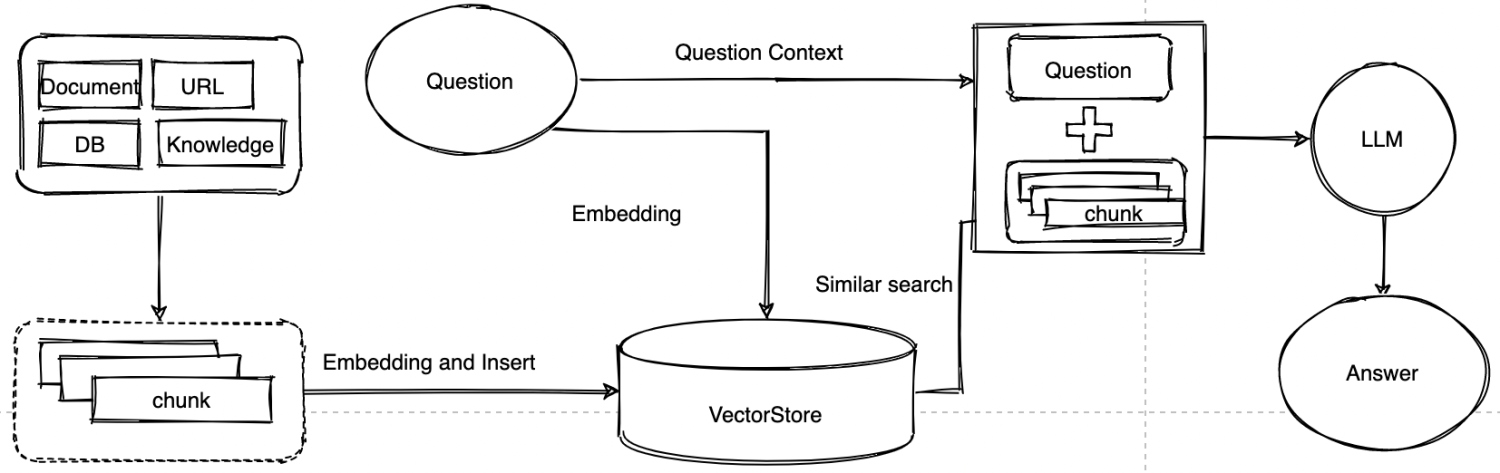 Document
URL
DB
Knowledge
chunk
Embedding and Insert
Question
Question Context
Embedding
VectorStore
Similar search
Question
chunk
LLM
Answer